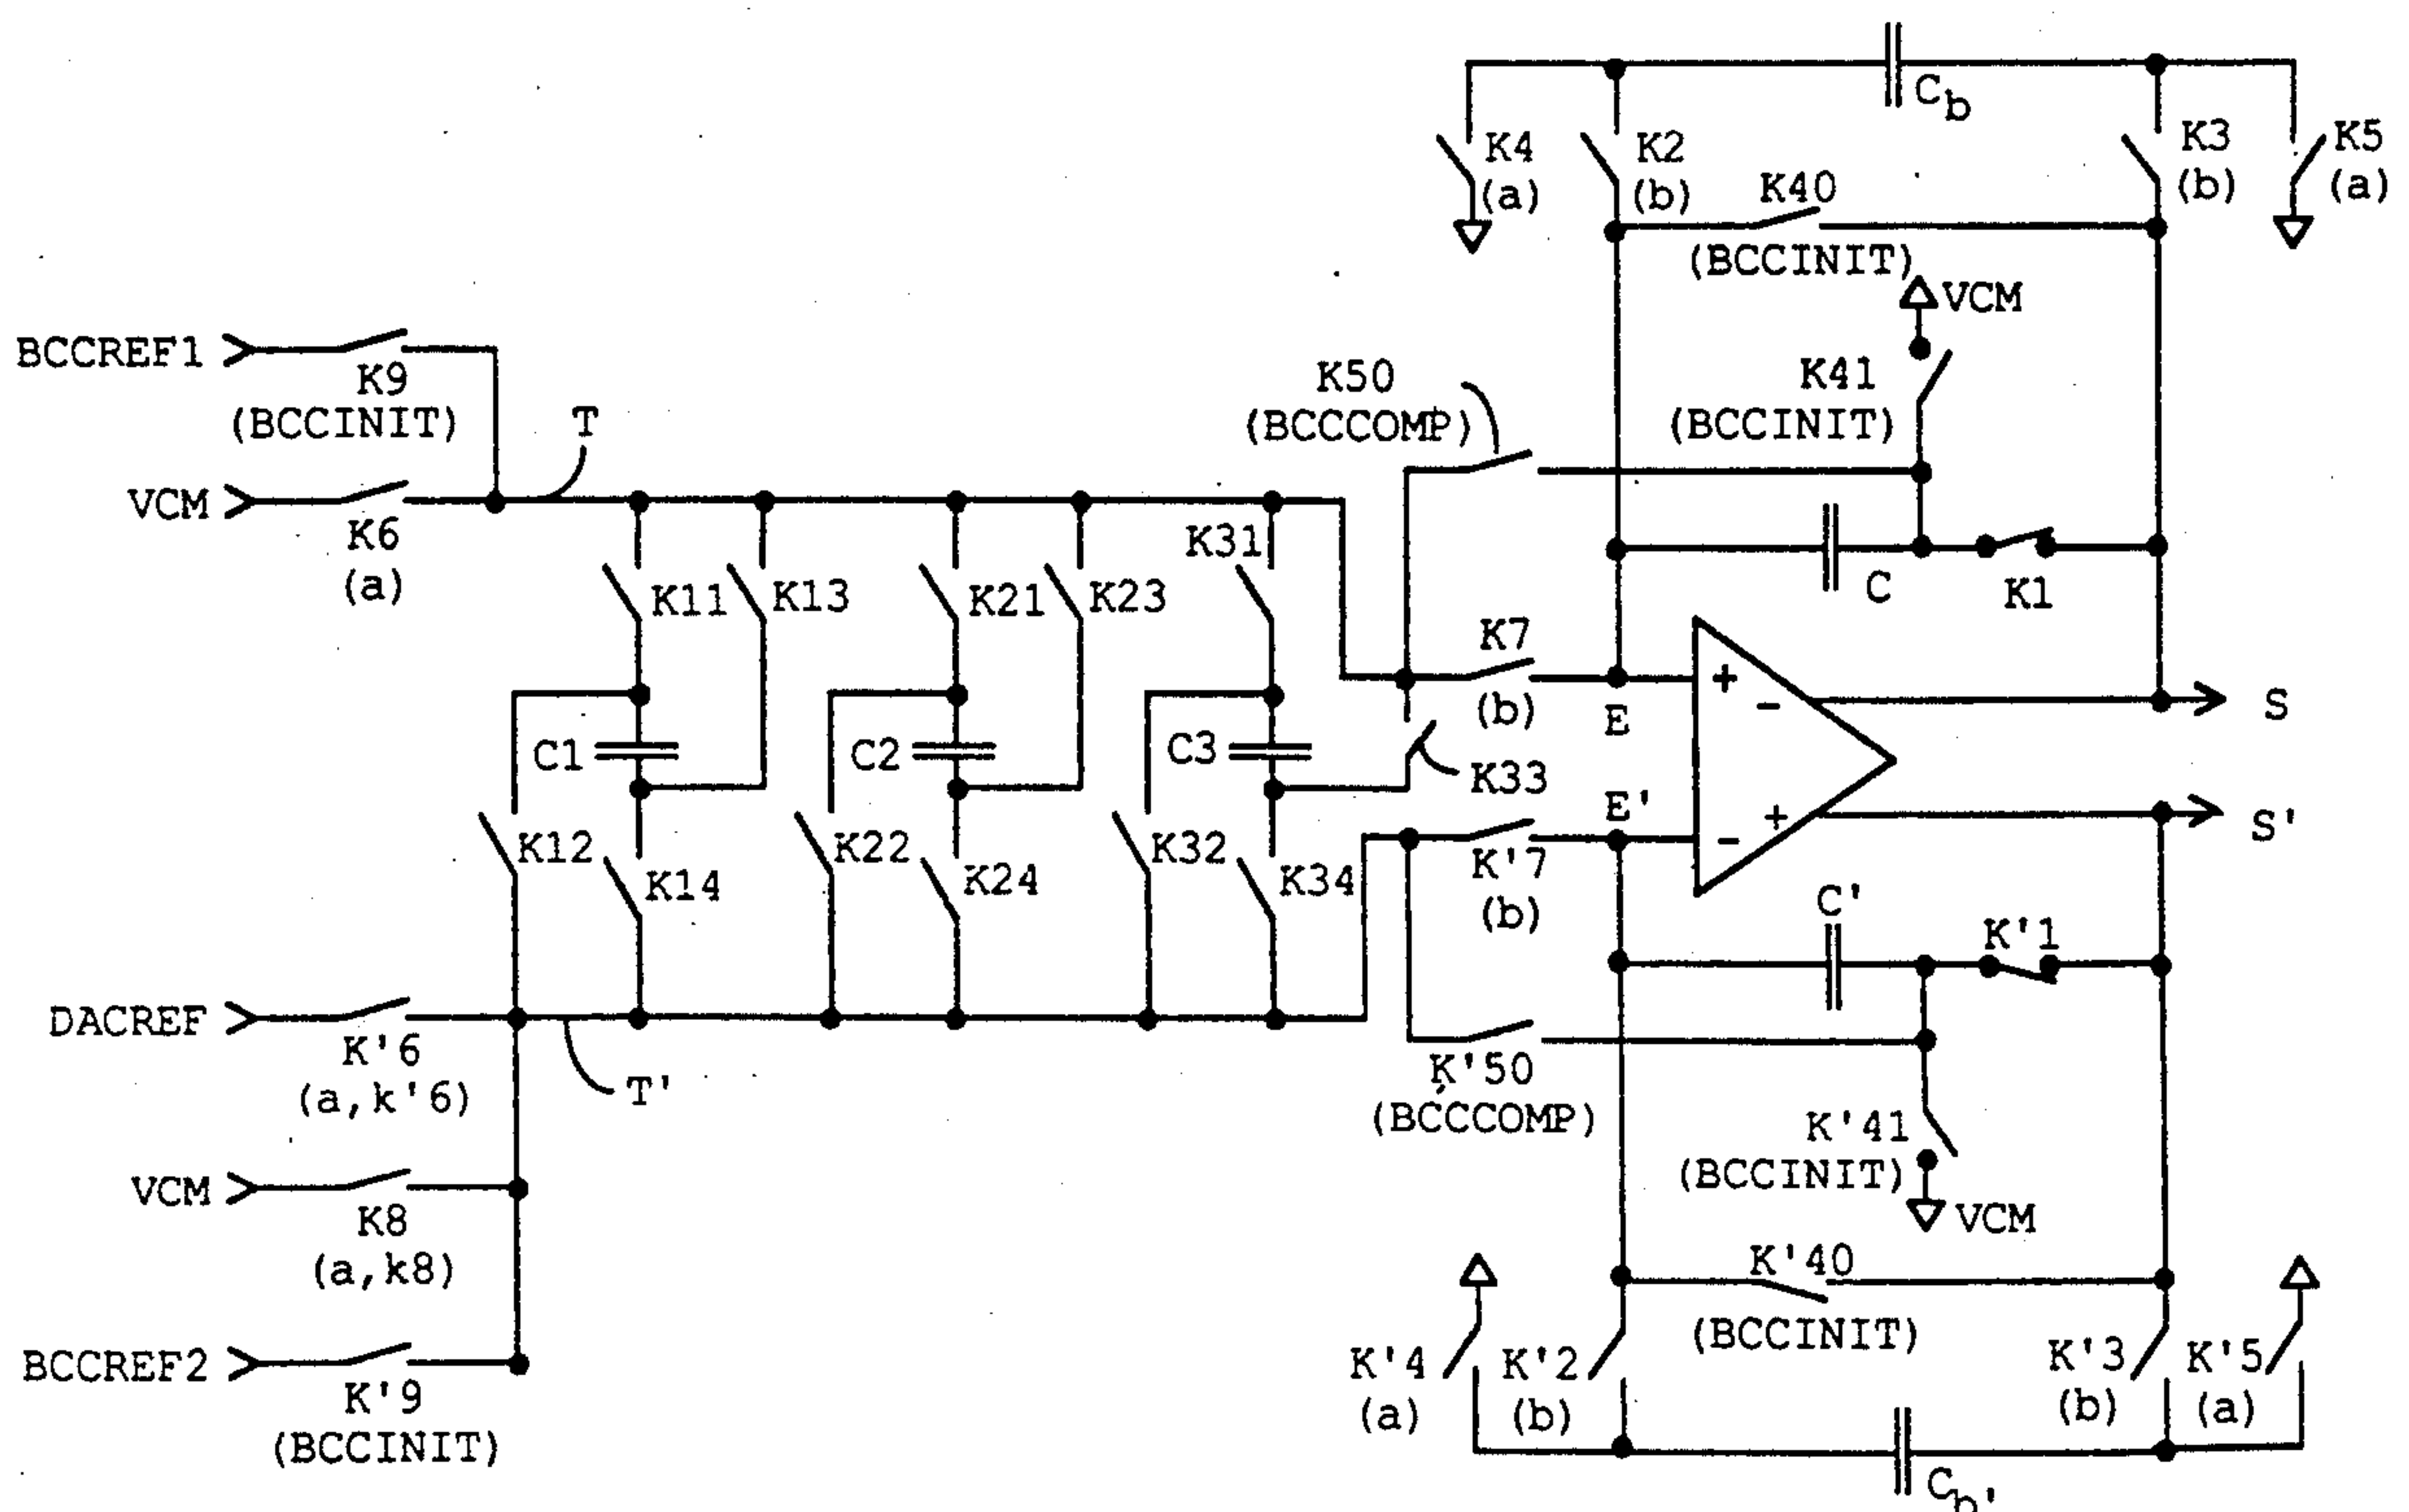 C_b
K4
(a)
K2
(b)
K3
(b)
K5
(a)
K40
(BCCINIT)
VCM
BCCREF1
K9
(BCCINIT)
T
K50
(BCCCOMP)
K41
(BCCINIT)
VCM
K6
(a)
K11
K13
K21
K23
K31
C
K1
K7
(b)
E
+
-
S
C1
C2
C3
K33
E'
-
+
S'
K12
K14
K22
K24
K32
K34
K'7
(b)
C'
K'1
DACREF
K'6
(a,k'6)
T'
K'50
(BCCCOMP)
K'41
(BCCINIT)
VCM
VCM
K8
(a,k8)
K'40
(BCCINIT)
BCCREF2
K'9
(BCCINIT)
K'4
(a)
K'2
(b)
K'3
(b)
K'5
(a)
C_b'